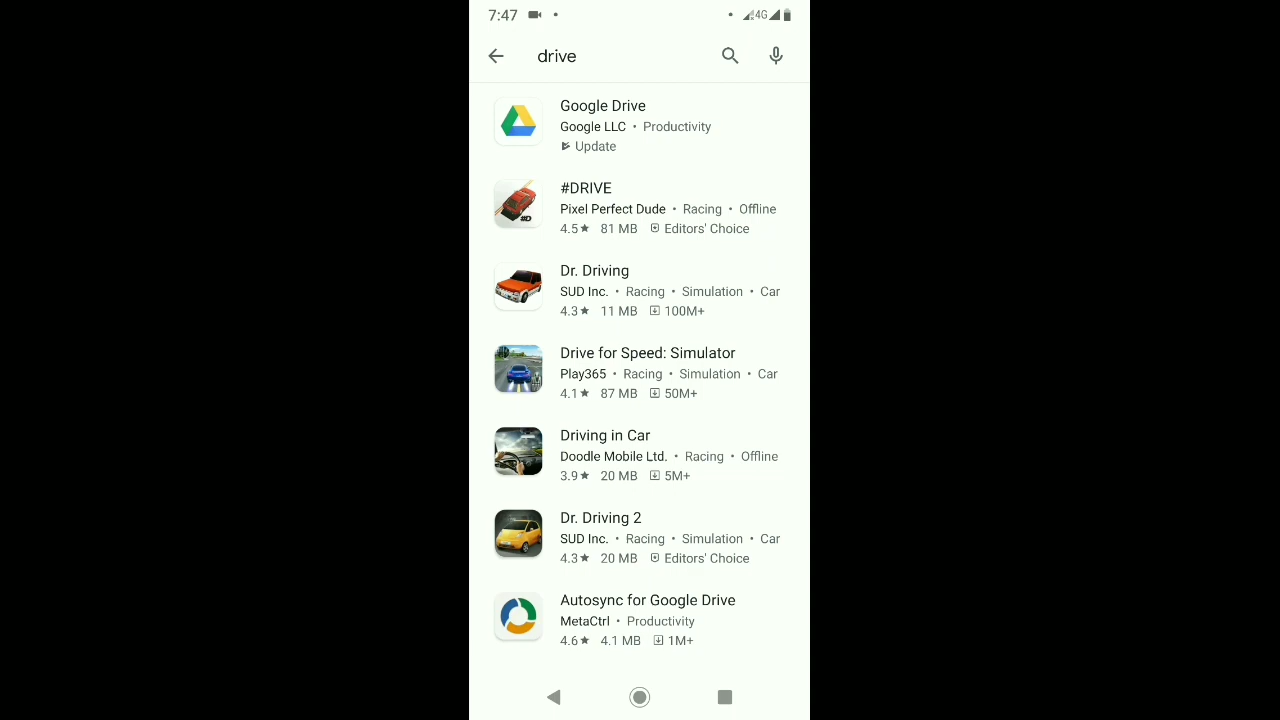 7:47 4G
drive
Google Drive
Google LLC • Productivity
Update
#DRIVE
Pixel Perfect Dude • Racing • Offline
4.5★ 81 MB Editors' Choice
#D
Dr. Driving
SUD Inc. • Racing • Simulation • Car
4.3★ 11 MB 100M+
Drive for Speed: Simulator
Play365 • Racing • Simulation • Car
4.1★ 87 MB 50M+
Driving in Car
Doodle Mobile Ltd. • Racing • Offline
3.9★ 20 MB 5M+
Dr. Driving 2
SUD Inc. • Racing • Simulation • Car
4.3★ 20 MB Editors' Choice
Autosync for Google Drive
MetaCtrl • Productivity
4.6★ 4.1 MB 1M+